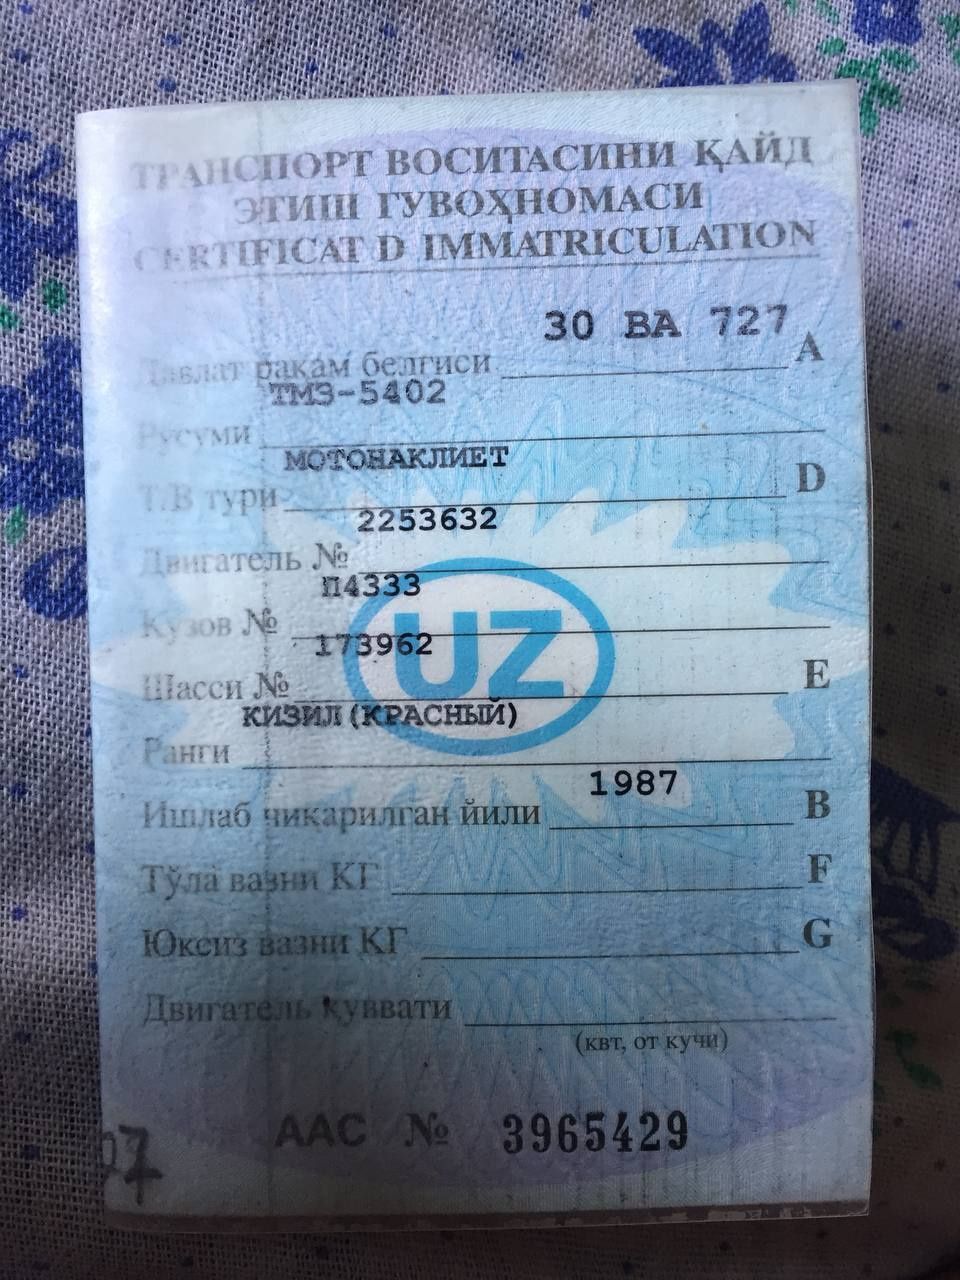 ТРАНСПОРТ ВОСИТАСИНИ ҚАЙД
ЭТИШ ГУВОҲНОМАСИ
CERTIFICAT D IMMATRICULATION
30 ВА 727
Давлат рақам белгиси A
ТМЗ-5402
Русуми
МОТОНАКЛИЕТ
Т.В тури D
2253632
Двигатель №
П4333
Кузов №
UZ
173962
Шасси № E
КИЗИЛ(КРАСНЫЙ)
Ранги
1987
Ишлаб чиқарилган йили B
Тўла вазни КГ F
Юксиз вазни КГ G
Двигатель қуввати
(квт, от кучи)
ААС № 3965429
07